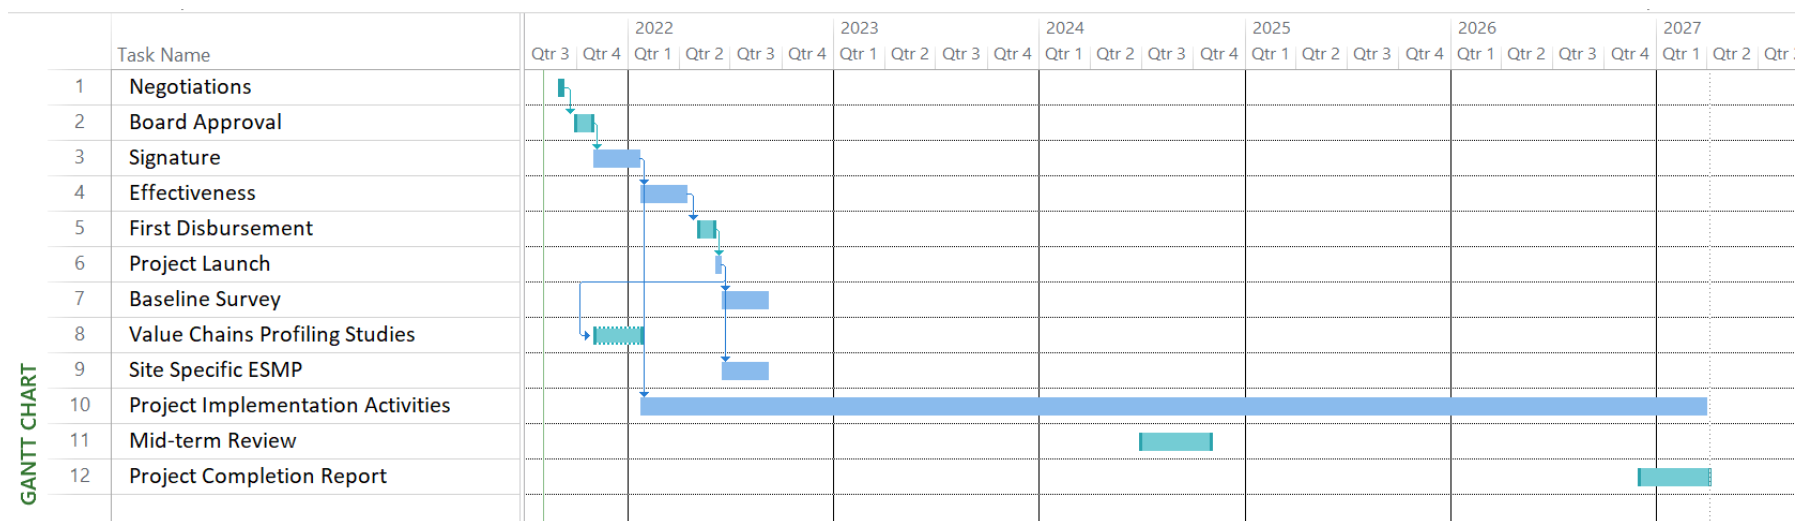 2022 2023 2024 2025 2026 2027
Task Name Qtr 3 Qtr 4 Qtr 1 Qtr 2 Qtr 3 Qtr 4 Qtr 1 Qtr 2 Qtr 3 Qtr 4 Qtr 1 Qtr 2 Qtr 3 Qtr 4 Qtr 1 Qtr 2 Qtr 3 Qtr 4 Qtr 1 Qtr 2 Qtr 3 Qtr 4 Qtr 1 Qtr 2 Qtr
1 Negotiations
2 Board Approval
3 Signature
4 Effectiveness
5 First Disbursement
6 Project Launch
7 Baseline Survey
8 Value Chains Profiling Studies
9 Site Specific ESMP
10 Project Implementation Activities
11 Mid-term Review
12 Project Completion Report
GANTT CHART